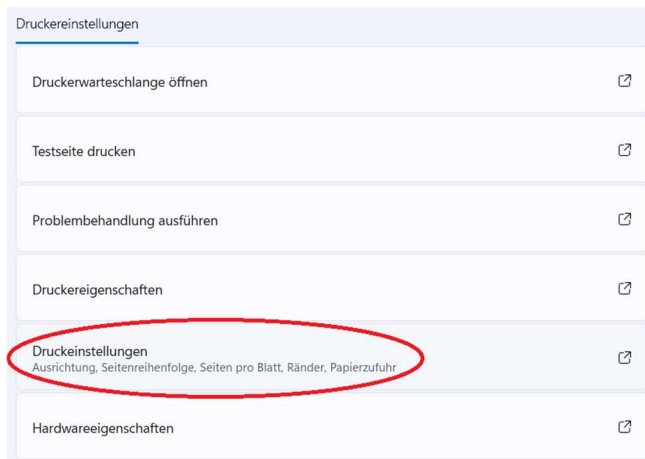 Druckereinstellungen
Druckerwarteschlange öffnen
Testseite drucken
Problembehandlung ausführen
Druckereigenschaften
Druckeinstellungen
Ausrichtung, Seitenreihenfolge, Seiten pro Blatt, Ränder, Papierzufuhr
Hardwareeigenschaften